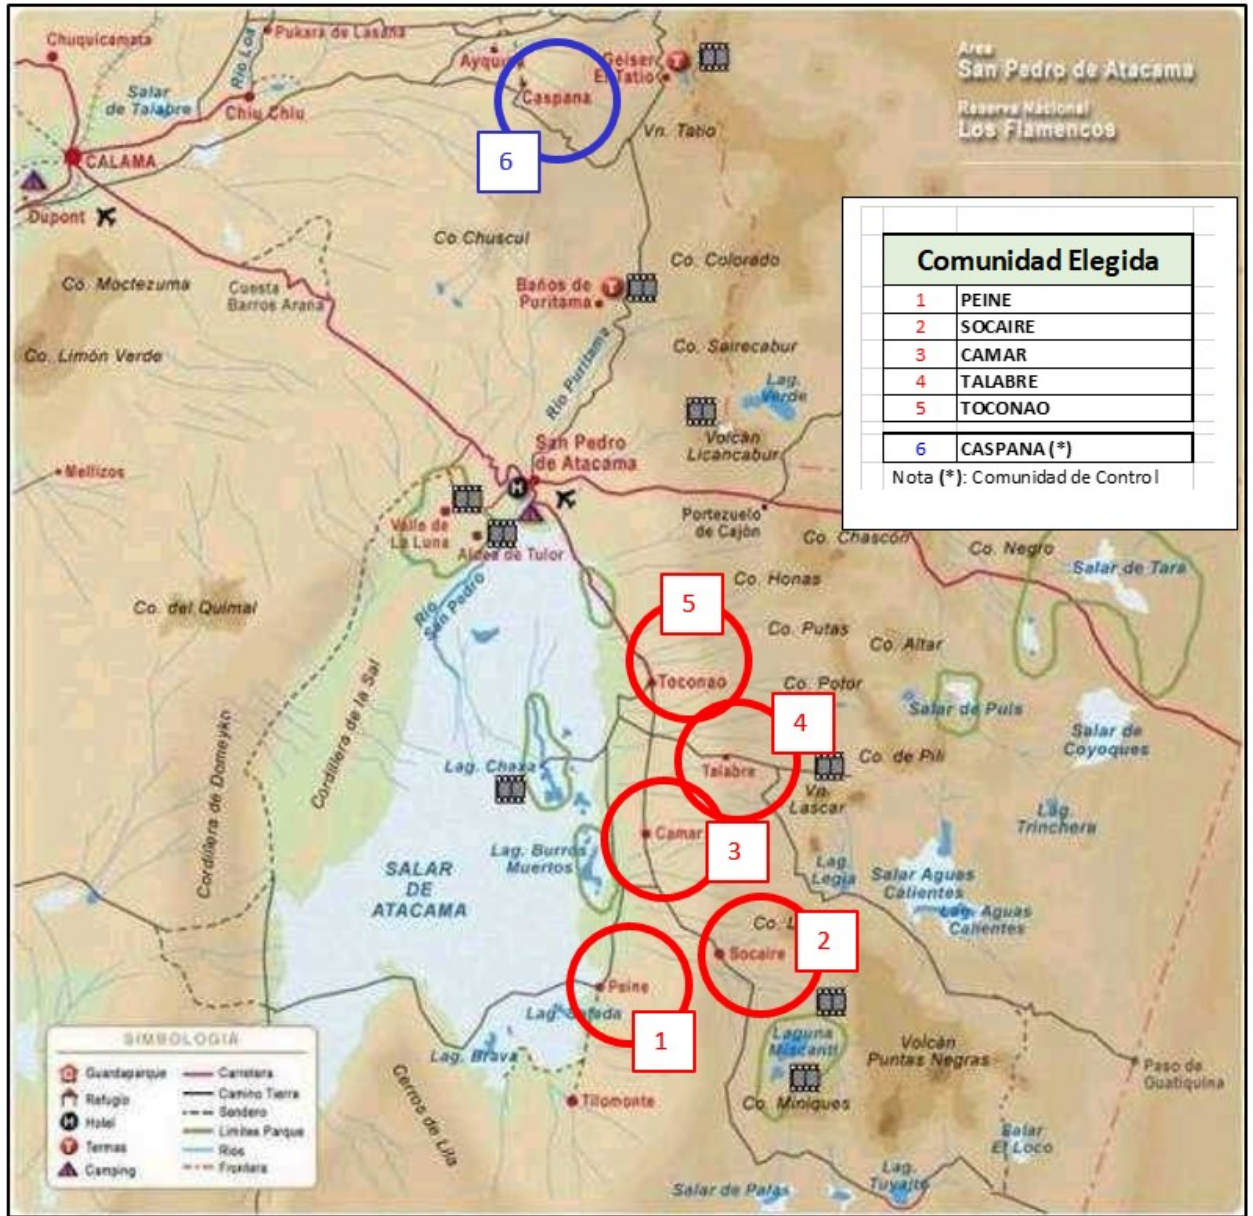 Chuquicamata
Pukara de Lasana
Río Loa
Ayquina
Geiser
El Tatio
Area
San Pedro de Atacama
Reserva Nacional
Los Flamencos
Salar
de Talabre
Chiu Chiu
Caspana
Vn. Tatio
6
CALAMA
Dupont
Co. Chuscul
Co. Colorado
Co. Moctezuma
Cuesta
Barros Arana
Baños de
Puritama
Co. Limón Verde
Río Puritama
Co. Sairecabur
Lag.
Verde
Volcán
Licancabur
Comunidad Elegida
1 PEINE
2 SOCAIRE
3 CAMAR
4 TALABRE
5 TOCONAO
6 CASPANA (*)
Nota (*): Comunidad de Control
San Pedro
de Atacama
H
Mellizos
Valle de
La Luna
Aldea de Tulor
Portezuelo
de Cajón
Co. Chascón
Co. Negro
Salar de Tara
Co. Honas
Río
San Pedro
Co. del Quimal
5
Co. Putas
Co. Altar
Toconao
Co. Potor
Salar de Puls
Salar de
Coyoques
4
Cordillera de la Sal
Cordillera de Domeyko
Lag. Chaxa
Talabre
Co. de Pili
Vn.
Lascar
Lag.
Trinchera
Camar
3
Lag. Burros
Muertos
SALAR
DE
ATACAMA
Lag.
Legia
Salar Aguas
Calientes
Lag. Aguas
Calientes
Co. L
2
Socaire
Peine
1
Lag. Brava
Laguna
Miscanti
Volcán
Puntas Negras
Co. Miniques
Paso de
Guatiquina
Tilomonte
Cerros de Lila
Salar
El Loco
Lag.
Tuyajto
Salar de Palas
SIMBOLOGIA
Guardaparque
Refugio
H Hotel
T Termas
Camping
Carretera
Camino Tierra
Sendero
Limites Parque
Rios
Frontera